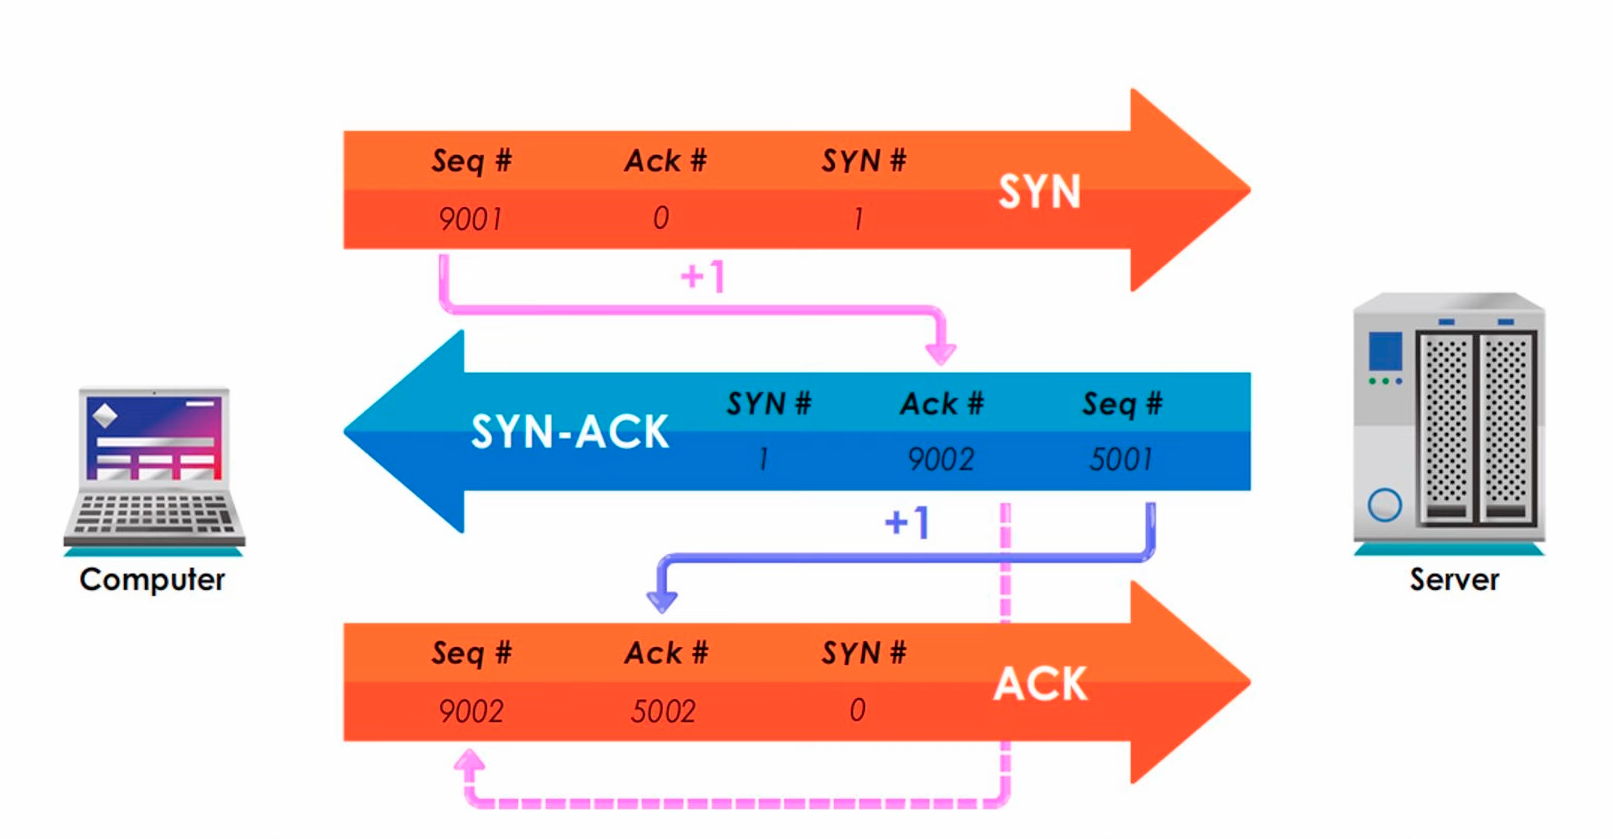 Seq # Ack # SYN #
SYN
9001 0 1
+1
SYN # Ack # Seq #
SYN-ACK
1 9002 5001
+1
Computer
Server
Seq # Ack # SYN #
ACK
9002 5002 0